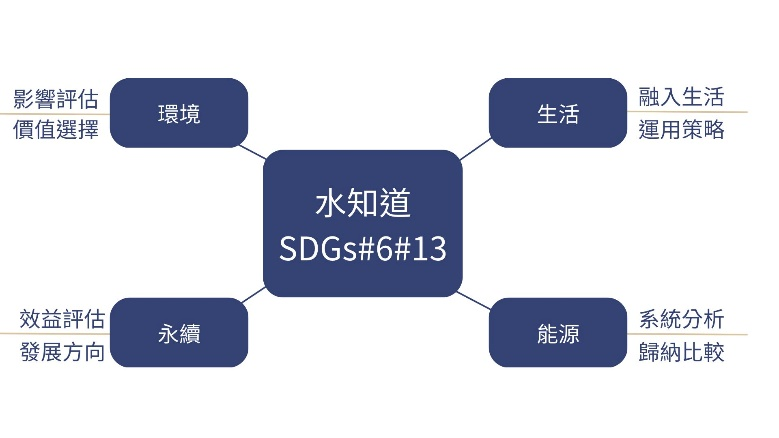 影響評估
價值選擇
環境
生活
融入生活
運用策略
水知道
SDGs#6#13
效益評估
發展方向
永續
能源
系統分析
歸納比較